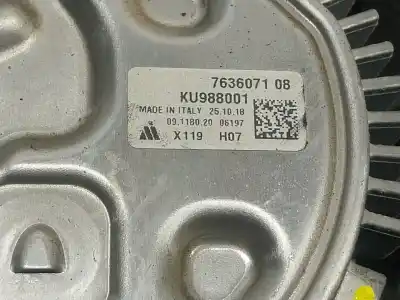 7636071 08
KU988001
MADE IN ITALY 25.10.18
09.1180.20 06197
X119 H07